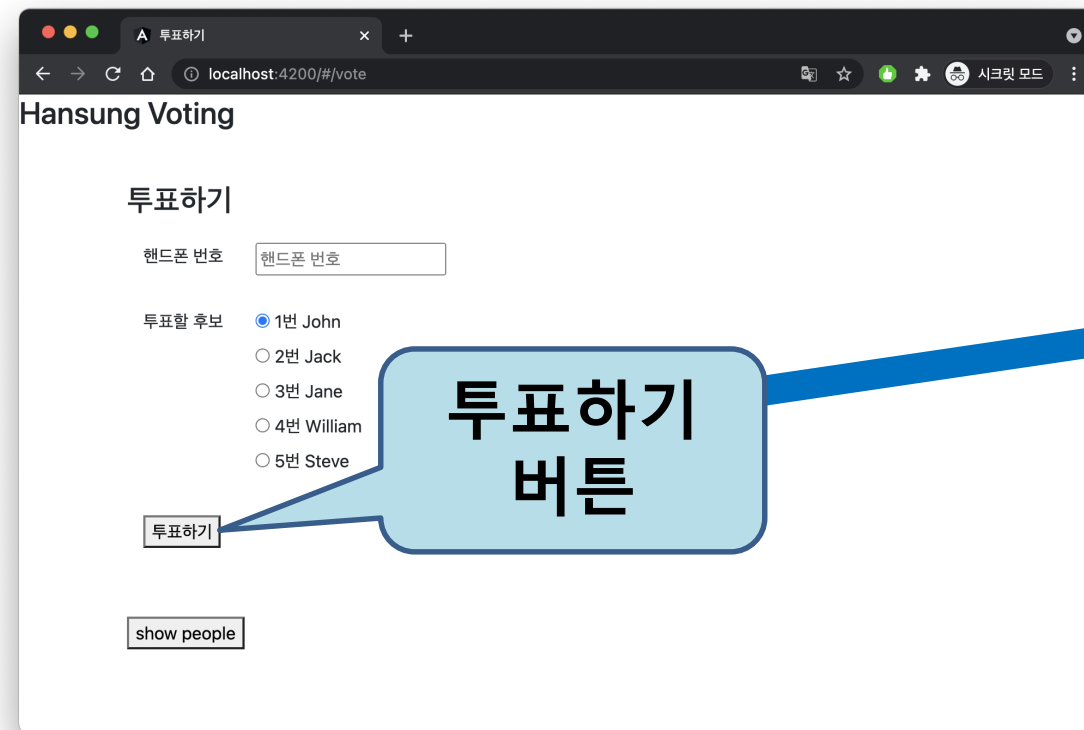 투표하기
localhost:4200/#/vote
시크릿 모드
Hansung Voting
투표하기
핸드폰 번호 핸드폰 번호
투표할 후보 1번 John
2번 Jack
3번 Jane
4번 William
5번 Steve
투표하기
버튼
투표하기
show people